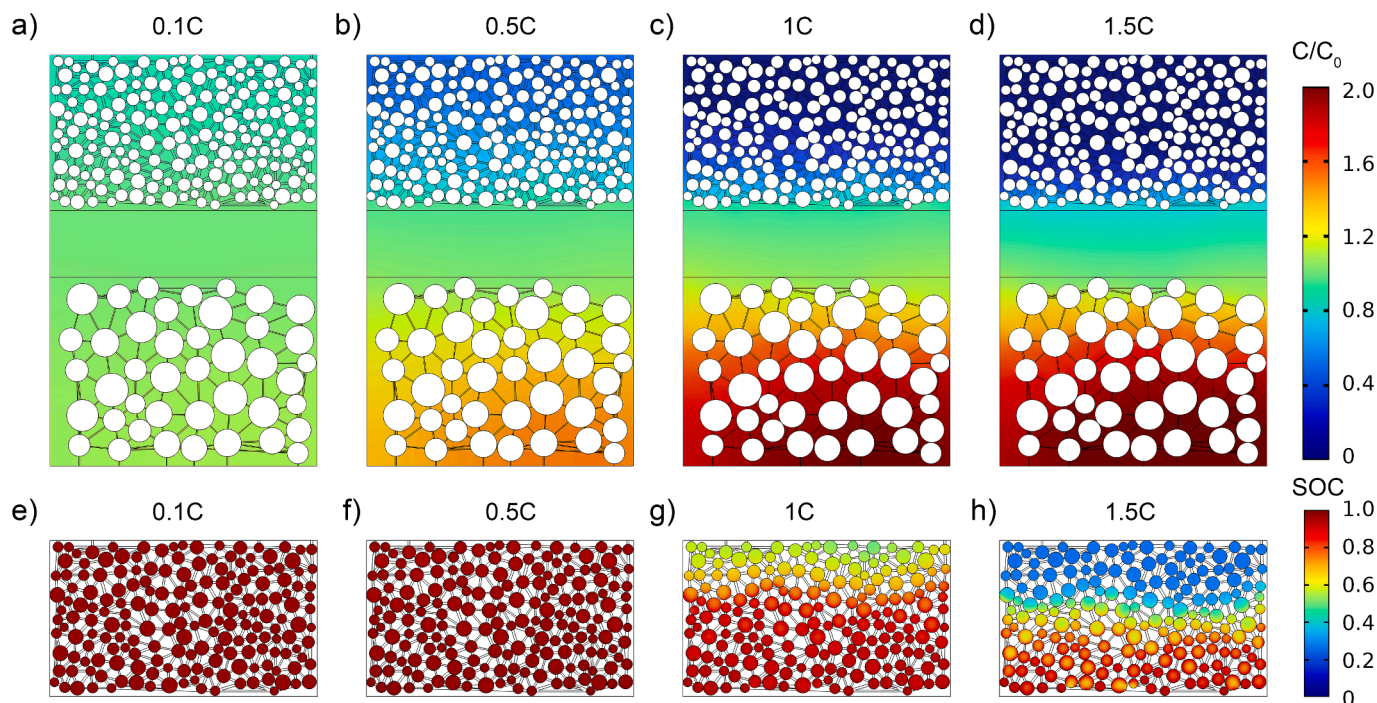 a) 0.1C
b) 0.5C
c) 1C
d) 1.5C
C/C₀
2.0
1.6
1.2
0.8
0.4
0
e) 0.1C
f) 0.5C
g) 1C
h) 1.5C
SOC
1.0
0.8
0.6
0.4
0.2
0